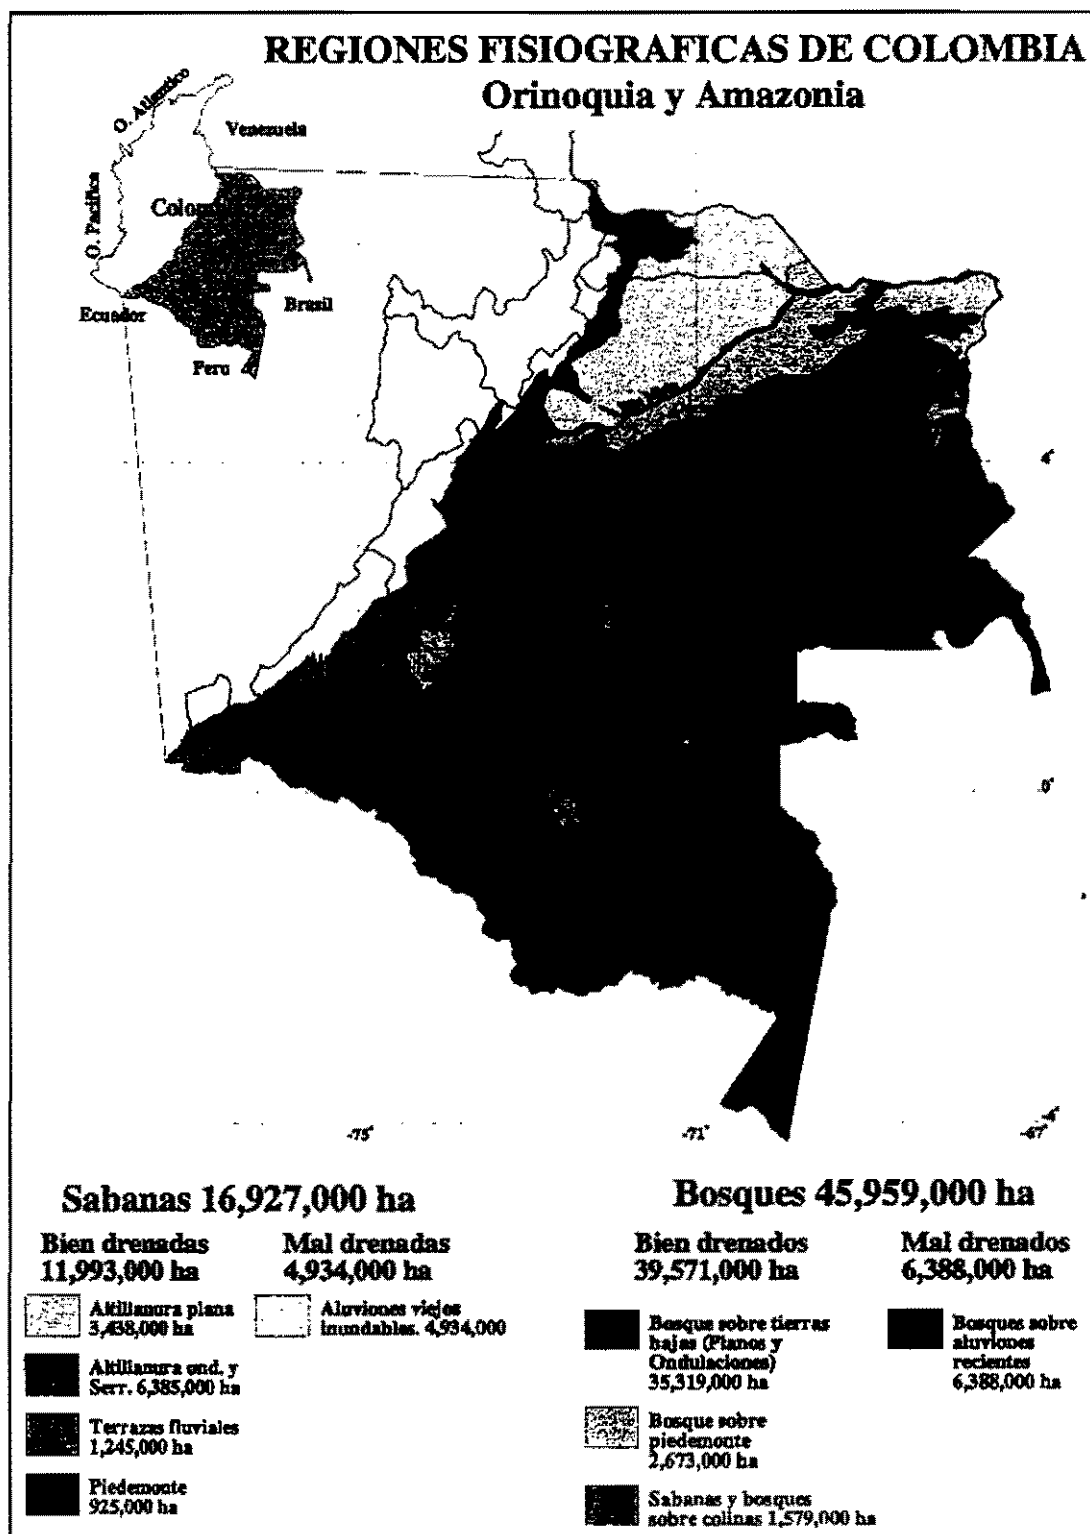 REGIONES FISIOGRAFICAS DE COLOMBIA
Orinoquia y Amazonia
O. Atlantico
Venezuela
O. Pacifica
Brasil
Ecuador
Peru
4°
0°
-4°
-75°
-71°
-67°
Sabanas 16,927,000 ha
Bien drenadas
11,993,000 ha
Altillanura plana
3,438,000 ha
Altillanura ond. y
Serr. 6,385,000 ha
Terrazas fluviales
1,245,000 ha
Piedemonte
925,000 ha
Mal drenadas
4,934,000 ha
Aluviones viejos
inundables. 4,934,000
Bosques 45,959,000 ha
Bien drenados
39,571,000 ha
Bosque sobre tierras
bajas (Planos y
Ondulaciones)
35,319,000 ha
Bosque sobre
piedemonte
2,673,000 ha
Sabanas y bosques
sobre colinas 1,579,000 ha
Mal drenados
6,388,000 ha
Bosques sobre
aluviones
recientes
6,388,000 ha